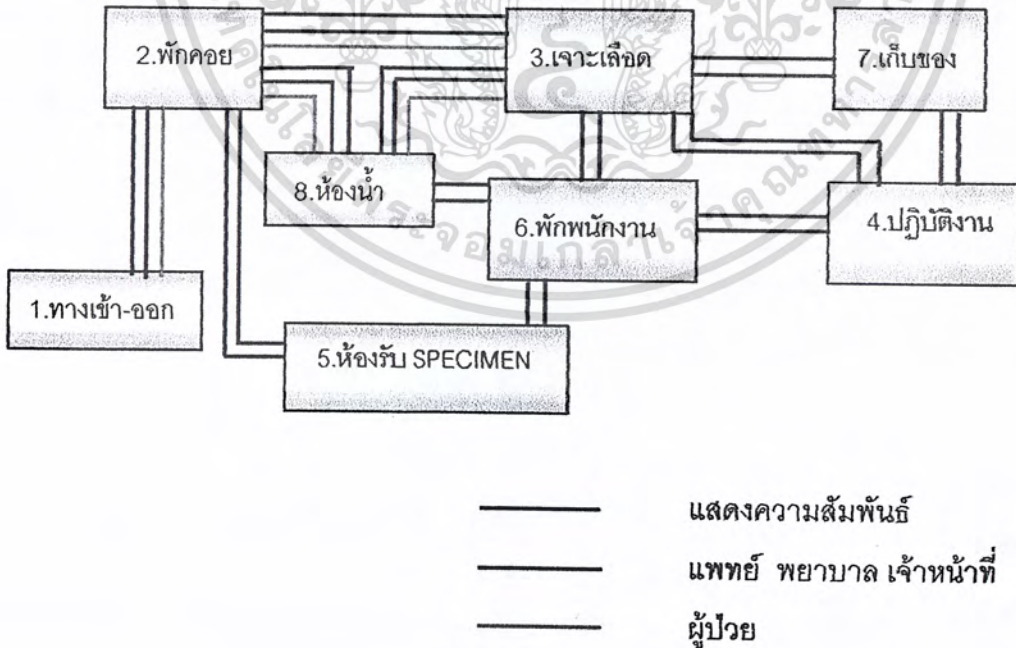 2.พักคอย
3.เจาะเลือด
7.เก็บของ
8.ห้องน้ำ
6.พักพนักงาน
4.ปฏิบัติงาน
1.ทางเข้า-ออก
5.ห้องรับ SPECIMEN
แสดงความสัมพันธ์
แพทย์ พยาบาล เจ้าหน้าที่
ผู้ป่วย